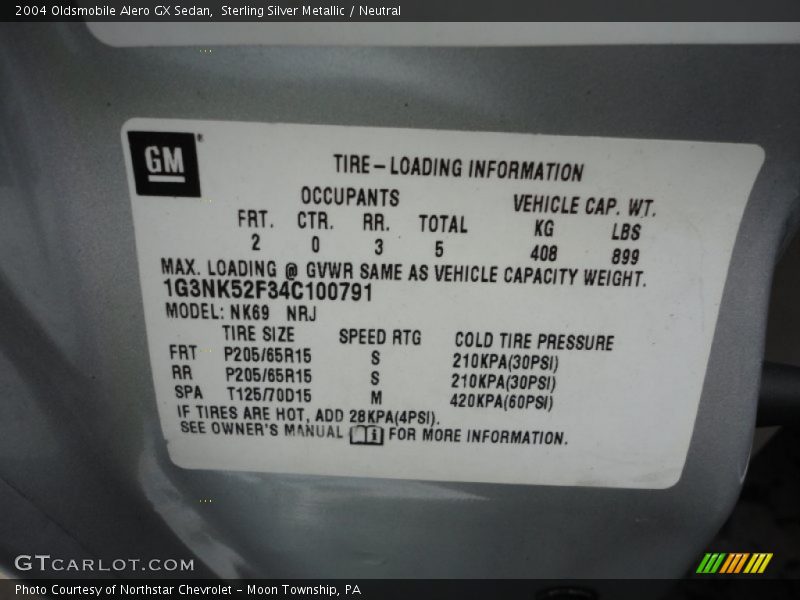 2004 Oldsmobile Alero GX Sedan,  Sterling Silver Metallic / Neutral
GM
TIRE-LOADING INFORMATION
OCCUPANTS VEHICLE CAP. WT.
FRT. CTR. RR. TOTAL KG LBS
2 0 3 5 408 899
MAX. LOADING @ GVWR SAME AS VEHICLE CAPACITY WEIGHT.
1G3NK52F34C100791
MODEL: NK69 NRJ
TIRE SIZE SPEED RTG COLD TIRE PRESSURE
FRT P205/65R15 S 210KPA(30PSI)
RR P205/65R15 S 210KPA(30PSI)
SPA T125/70D15 M 420KPA(60PSI)
IF TIRES ARE HOT, ADD 28KPA(4PSI).
SEE OWNER'S MANUAL FOR MORE INFORMATION.
GTCARLOT.COM
Photo Courtesy of Northstar Chevrolet - Moon Township, PA